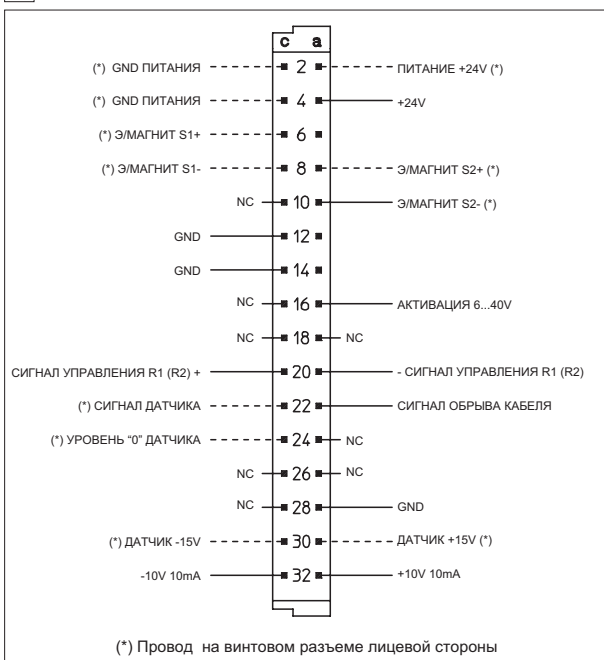 c a
(*) GND ПИТАНИЯ 2 ПИТАНИЕ +24V (*)
(*) GND ПИТАНИЯ 4 +24V
(*) Э/МАГНИТ S1+ 6
(*) Э/МАГНИТ S1- 8 Э/МАГНИТ S2+ (*)
NC 10 Э/МАГНИТ S2- (*)
GND 12
GND 14
NC 16 АКТИВАЦИЯ 6...40V
NC 18 NC
СИГНАЛ УПРАВЛЕНИЯ R1 (R2) + 20 - СИГНАЛ УПРАВЛЕНИЯ R1 (R2)
(*) СИГНАЛ ДАТЧИКА 22 СИГНАЛ ОБРЫВА КАБЕЛЯ
(*) УРОВЕНЬ “0” ДАТЧИКА 24 NC
NC 26 NC
NC 28 GND
(*) ДАТЧИК -15V 30 ДАТЧИК +15V (*)
-10V 10mA 32 +10V 10mA
(*) Провод на винтовом разъеме лицевой стороны